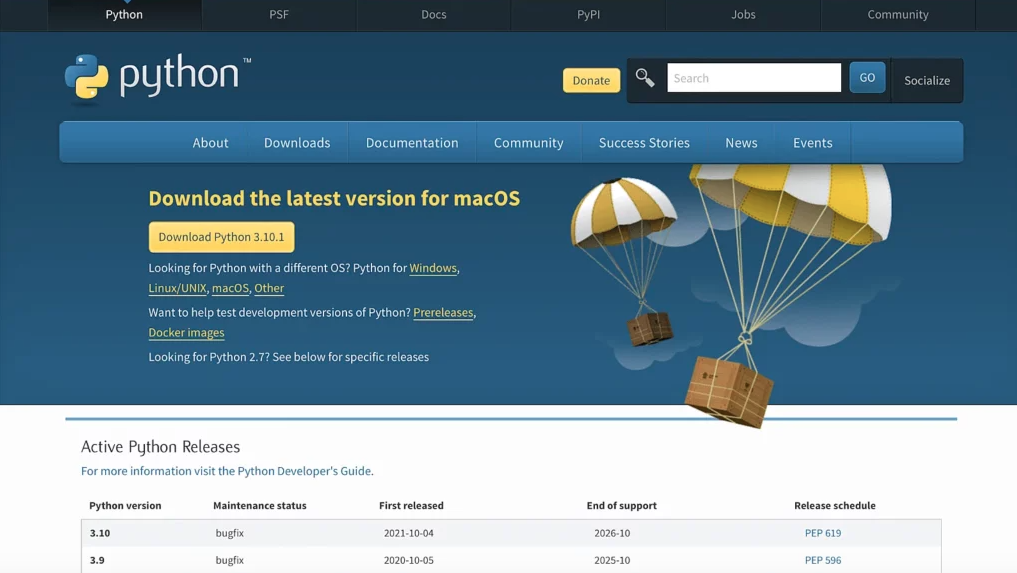 Python
PSF
Docs
PyPI
Jobs
Community
python™
Donate
Search
GO
Socialize
About
Downloads
Documentation
Community
Success Stories
News
Events
Download the latest version for macOS
Download Python 3.10.1
Looking for Python with a different OS? Python for Windows,
Linux/UNIX, macOS, Other
Want to help test development versions of Python? Prereleases,
Docker images
Looking for Python 2.7? See below for specific releases
Active Python Releases
For more information visit the Python Developer's Guide.
Python version Maintenance status First released End of support Release schedule
3.10 bugfix 2021-10-04 2026-10 PEP 619
3.9 bugfix 2020-10-05 2025-10 PEP 596